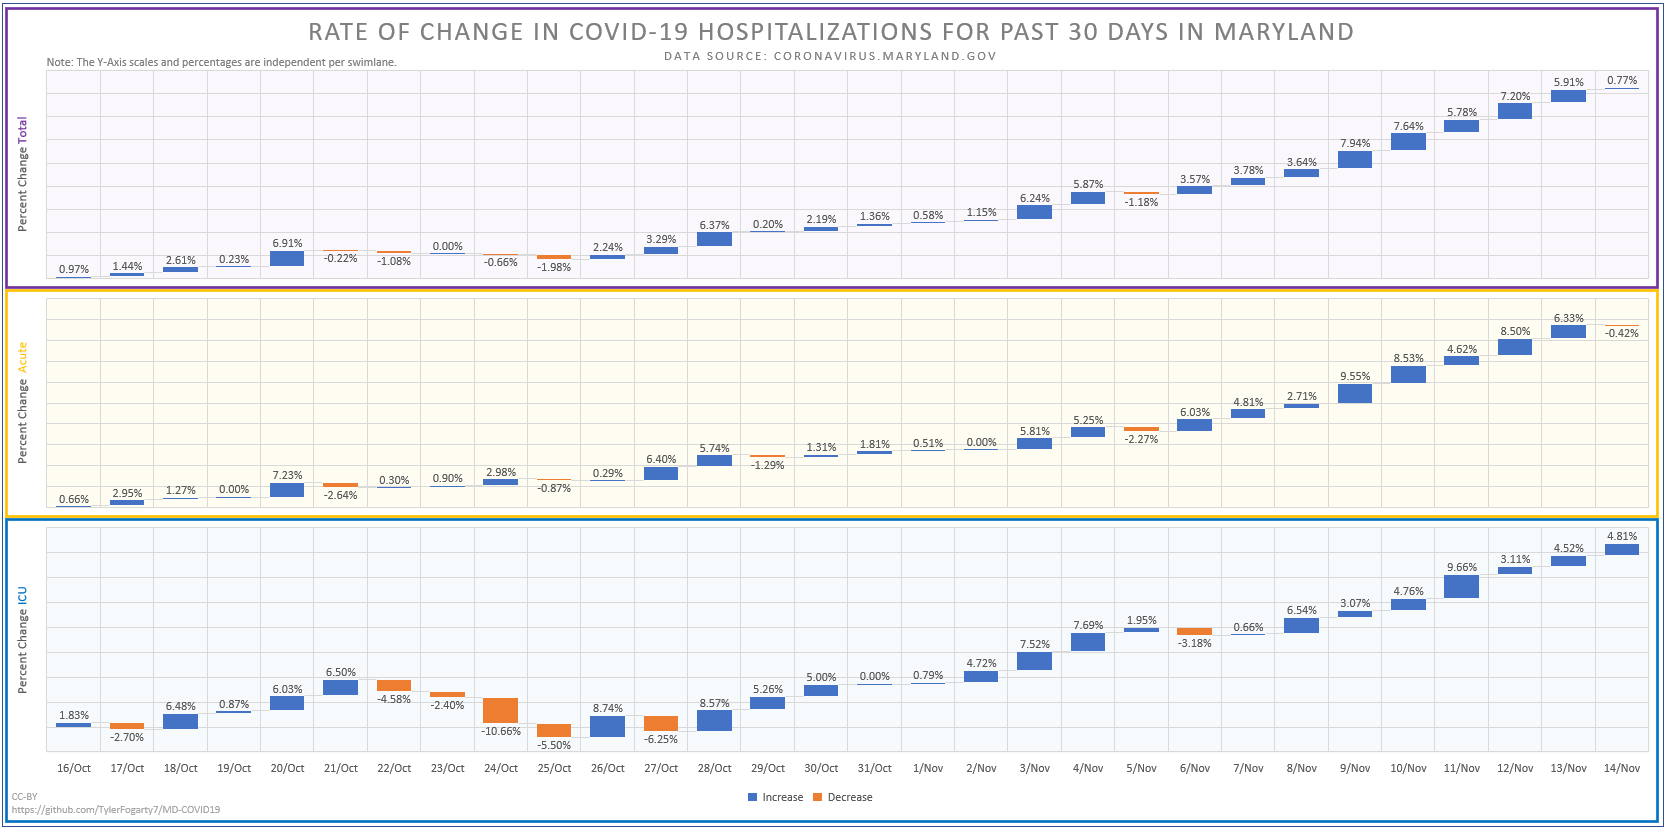 RATE OF CHANGE IN COVID-19 HOSPITALIZATIONS FOR PAST 30 DAYS IN MARYLAND
DATA SOURCE: CORONAVIRUS.MARYLAND.GOV
Note: The Y-Axis scales and percentages are independent per swimlane.
Percent Change Total
0.97% 1.44% 2.61% 0.23% 6.91% -0.22% -1.08% 0.00% -0.66% -1.98% 2.24% 3.29% 6.37% 0.20% 2.19% 1.36% 0.58% 1.15% 6.24% 5.87% -1.18% 3.57% 3.78% 3.64% 7.94% 7.64% 5.78% 7.20% 5.91% 0.77%
Percent Change Acute
0.66% 2.95% 1.27% 0.00% 7.23% -2.64% 0.30% 0.90% 2.98% -0.87% 0.29% 6.40% 5.74% -1.29% 1.31% 1.81% 0.51% 0.00% 5.81% 5.25% -2.27% 6.03% 4.81% 2.71% 9.55% 8.53% 4.62% 8.50% 6.33% -0.42%
Percent Change ICU
1.83% -2.70% 6.48% 0.87% 6.03% 6.50% -4.58% -2.40% -10.66% -5.50% 8.74% -6.25% 8.57% 5.26% 5.00% 0.00% 0.79% 4.72% 7.52% 7.69% 1.95% -3.18% 0.66% 6.54% 3.07% 4.76% 9.66% 3.11% 4.52% 4.81%
16/Oct 17/Oct 18/Oct 19/Oct 20/Oct 21/Oct 22/Oct 23/Oct 24/Oct 25/Oct 26/Oct 27/Oct 28/Oct 29/Oct 30/Oct 31/Oct 1/Nov 2/Nov 3/Nov 4/Nov 5/Nov 6/Nov 7/Nov 8/Nov 9/Nov 10/Nov 11/Nov 12/Nov 13/Nov 14/Nov
Increase Decrease
CC-BY
https://github.com/TylerFogarty7/MD-COVID19